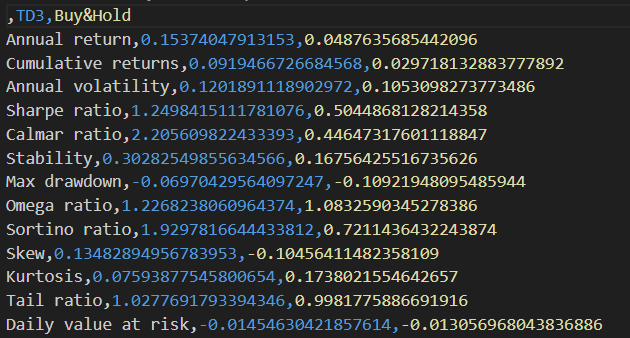 ,TD3,Buy&Hold
Annual return,0.15374047913153,0.0487635685442096
Cumulative returns,0.0919466726684568,0.029718132883777892
Annual volatility,0.1201891118902972,0.1053098273773486
Sharpe ratio,1.2498415111781076,0.5044868128214358
Calmar ratio,2.205609822433393,0.44647317601118847
Stability,0.30282549855634566,0.16756425516735626
Max drawdown,-0.06970429564097247,-0.10921948095485944
Omega ratio,1.2268238060964374,1.0832590345278386
Sortino ratio,1.9297816644433812,0.7211436432243874
Skew,0.13482894956783953,-0.10456411482358109
Kurtosis,0.07593877545800654,0.1738021554642657
Tail ratio,1.0277691793394346,0.9981775886691916
Daily value at risk,-0.01454630421857614,-0.013056968043836886